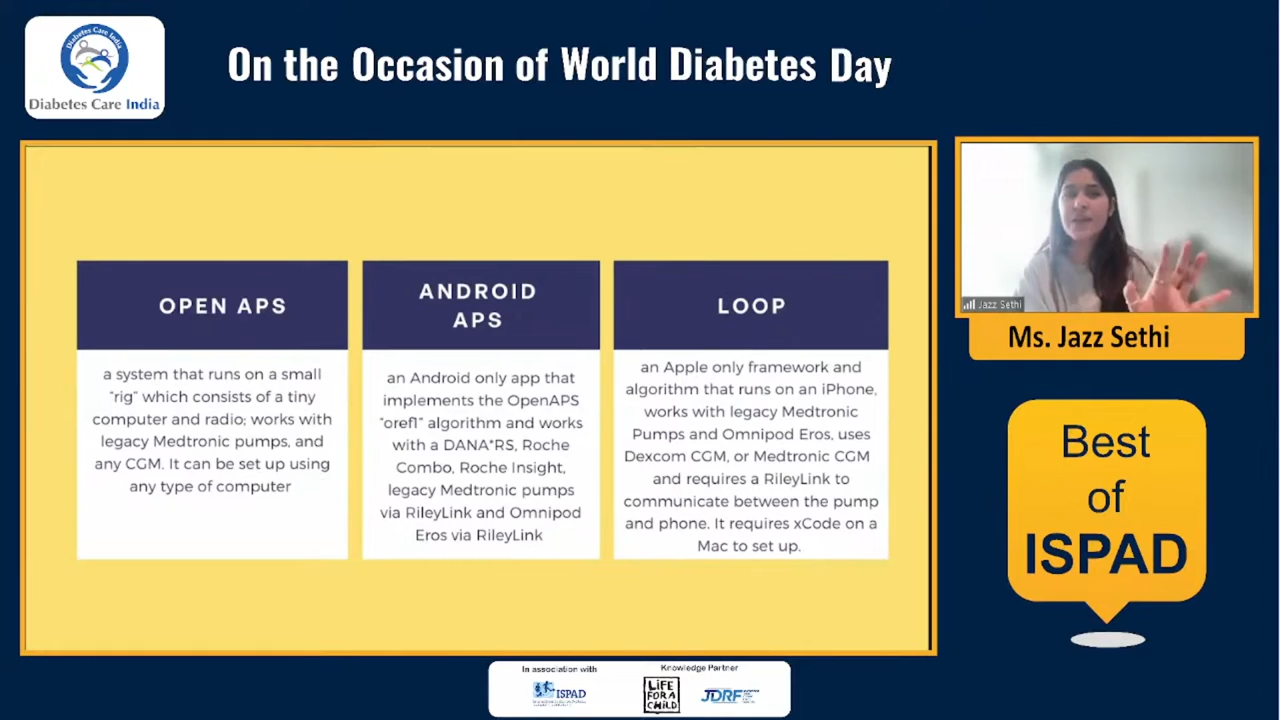 Diabetes Care India
Diabetes Care India
On the Occasion of World Diabetes Day
OPEN APS
a system that runs on a small
"rig" which consists of a tiny
computer and radio; works with
legacy Medtronic pumps, and
any CGM. It can be set up using
any type of computer
ANDROID
APS
an Android only app that
implements the OpenAPS
"oref1" algorithm and works
with a DANA*RS, Roche
Combo, Roche Insight,
legacy Medtronic pumps
via RileyLink and Omnipod
Eros via RileyLink
LOOP
an Apple only framework and
algorithm that runs on an iPhone,
works with legacy Medtronic
Pumps and Omnipod Eros, uses
Dexcom CGM, or Medtronic CGM
and requires a RileyLink to
communicate between the pump
and phone. It requires xCode on a
Mac to set up.
Jazz Sethi
Ms. Jazz Sethi
Best
of
ISPAD
In association with
ISPAD
Knowledge Partner
LiFE
FOR A
CHiLD
JDRF